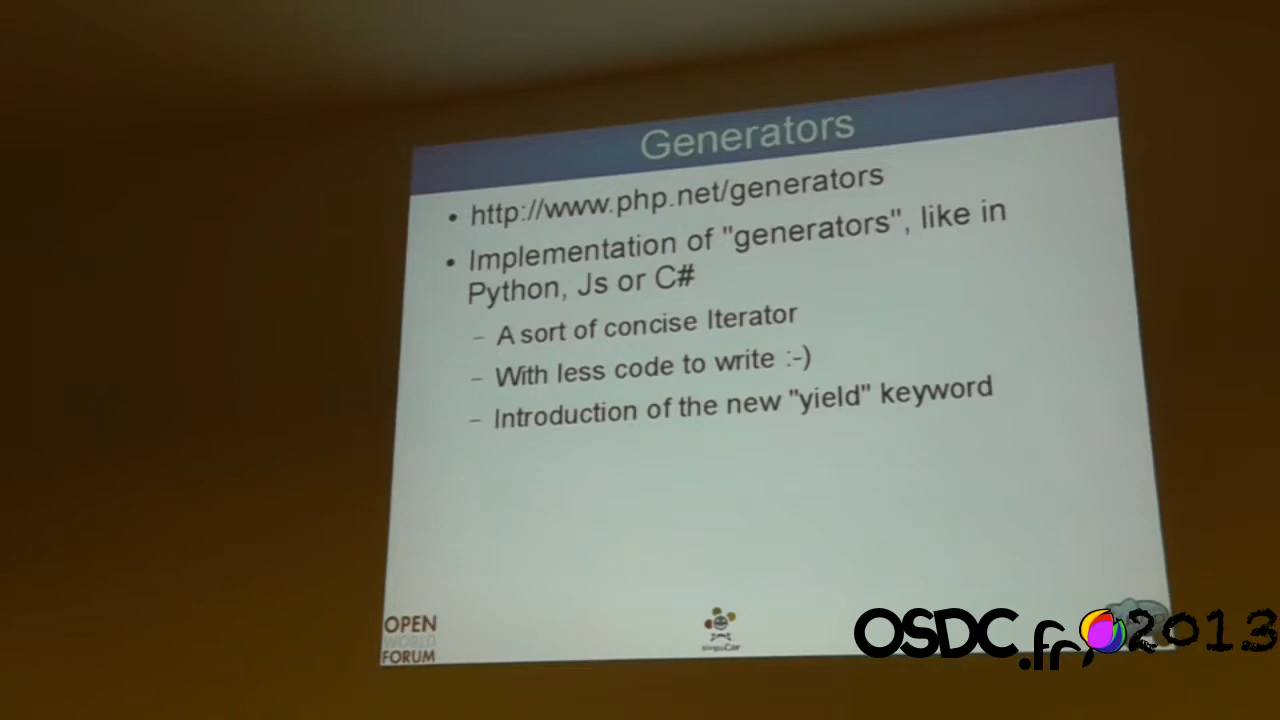 Generators
• http://www.php.net/generators
• Implementation of "generators", like in
Python, Js or C#
– A sort of concise Iterator
– With less code to write :-)
– Introduction of the new "yield" keyword
OPEN
WORLD
FORUM
OSDC.fr 2013